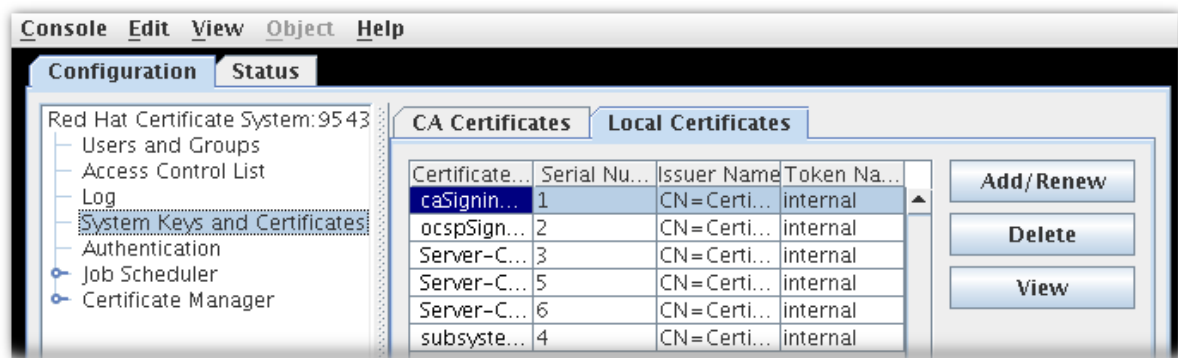 Console Edit View Object Help
Configuration Status
Red Hat Certificate System:9543
Users and Groups
Access Control List
Log
System Keys and Certificates
Authentication
Job Scheduler
Certificate Manager
CA Certificates Local Certificates
Certificate... Serial Nu... Issuer Name Token Na...
caSignin... 1 CN=Certi... internal
ocspSign... 2 CN=Certi... internal
Server-C... 3 CN=Certi... internal
Server-C... 5 CN=Certi... internal
Server-C... 6 CN=Certi... internal
subsyste... 4 CN=Certi... internal
Add/Renew
Delete
View